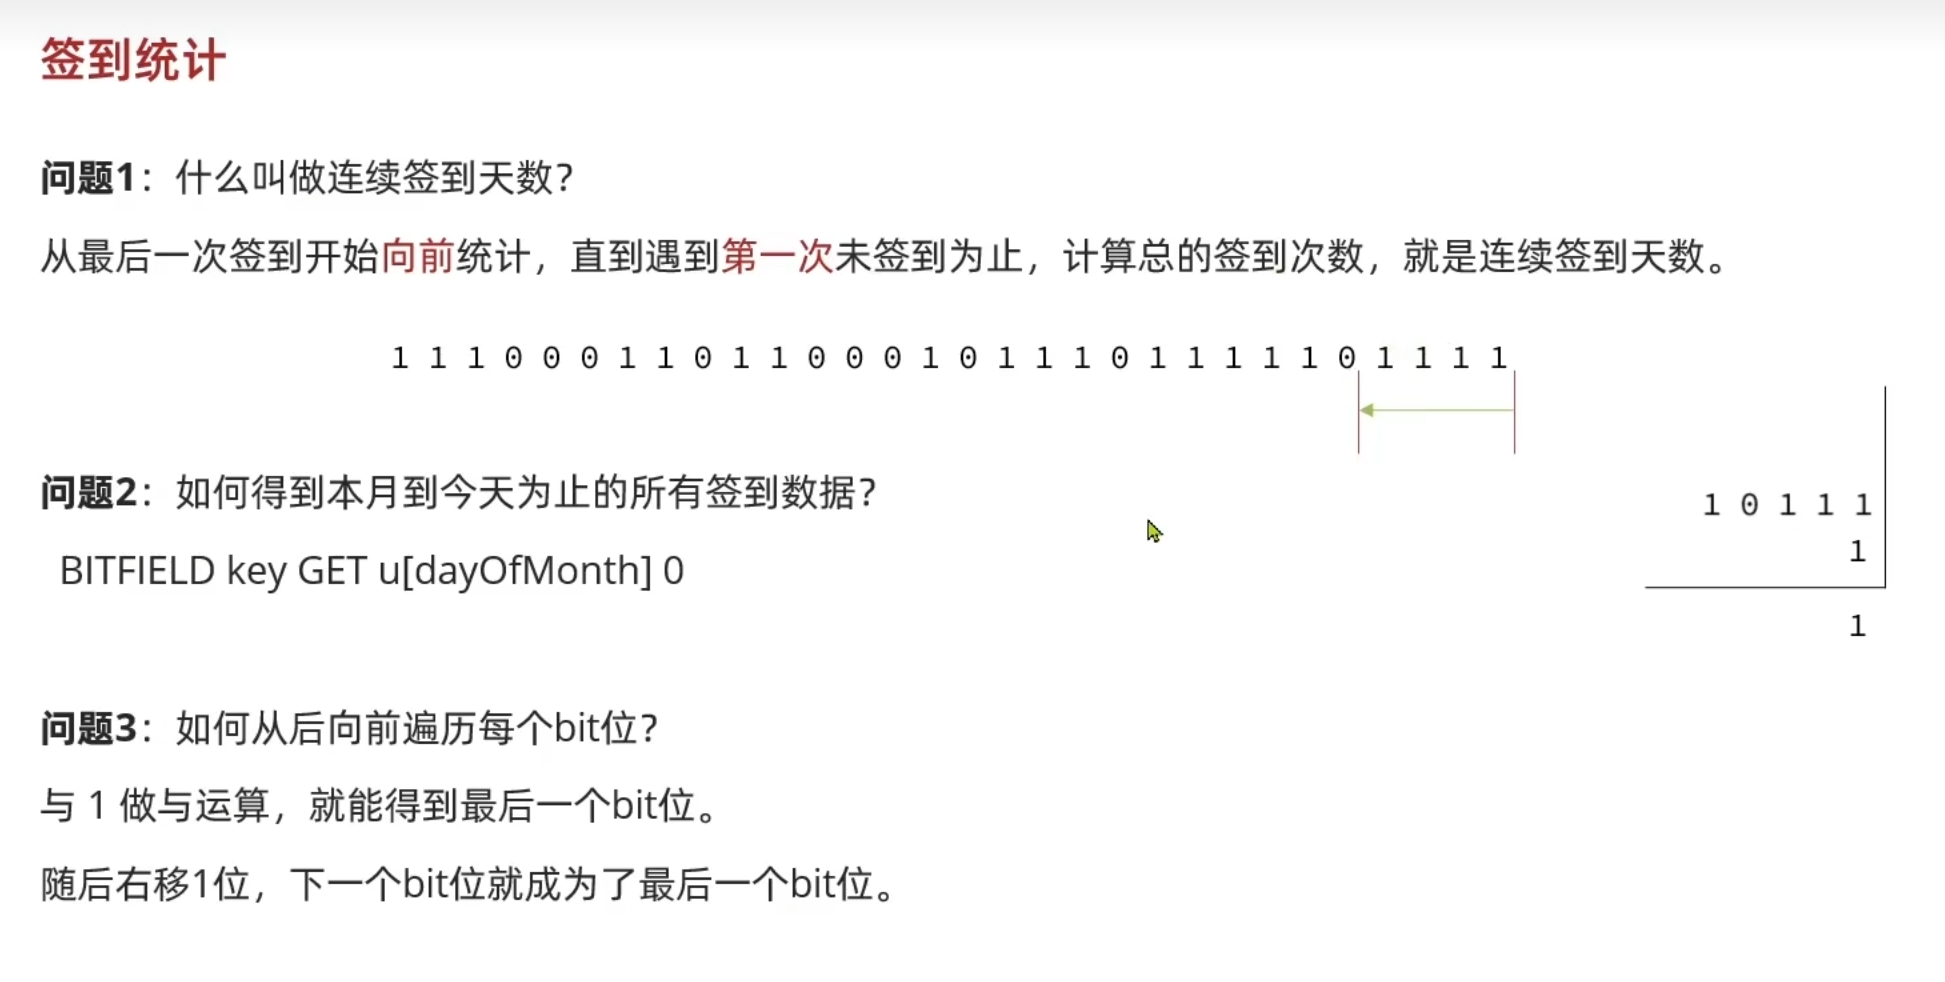 签到统计
问题1：什么叫做连续签到天数？
从最后一次签到开始向前统计，直到遇到第一次未签到为止，计算总的签到次数，就是连续签到天数。
1 1 1 0 0 0 1 1 0 1 1 0 0 0 1 0 1 1 1 0 1 1 1 1 1 0 1 1 1 1
问题2：如何得到本月到今天为止的所有签到数据？
1 0 1 1 1
1
BITFIELD key GET u[dayOfMonth] 0
1
问题3：如何从后向前遍历每个bit位？
与 1 做与运算，就能得到最后一个bit位。
随后右移1位，下一个bit位就成为了最后一个bit位。